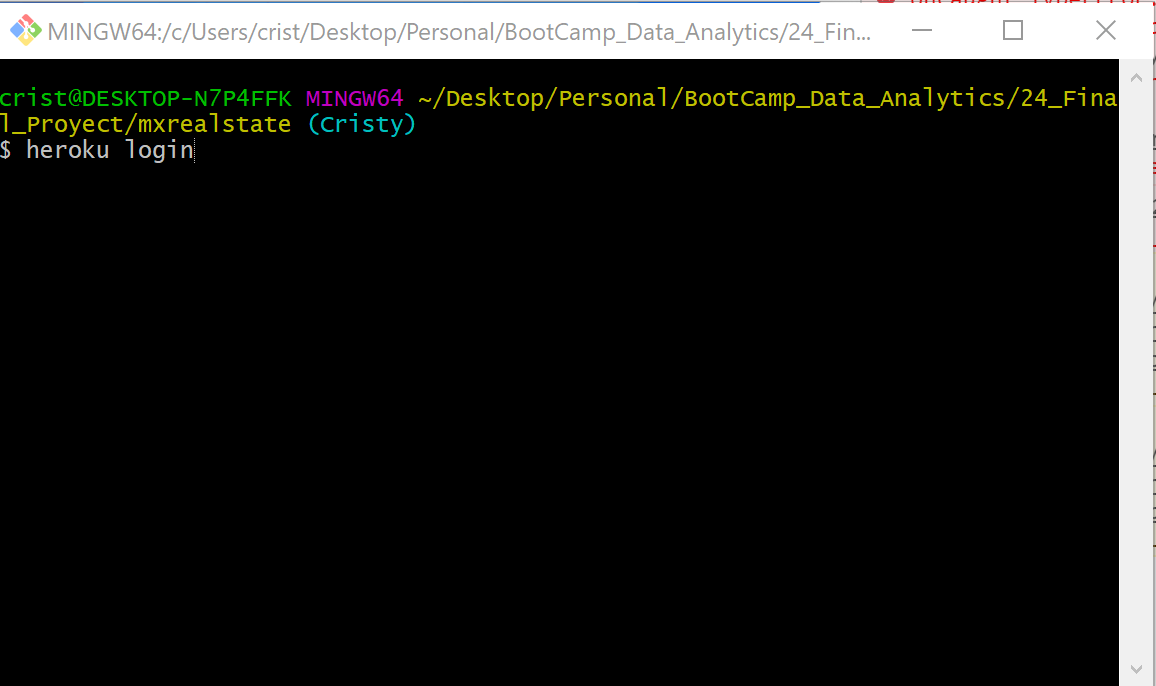 MINGW64:/c/Users/crist/Desktop/Personal/BootCamp_Data_Analytics/24_Fin...
crist@DESKTOP-N7P4FFK MINGW64 ~/Desktop/Personal/BootCamp_Data_Analytics/24_Fina
l_Proyect/mxrealstate (Cristy)
$ heroku login